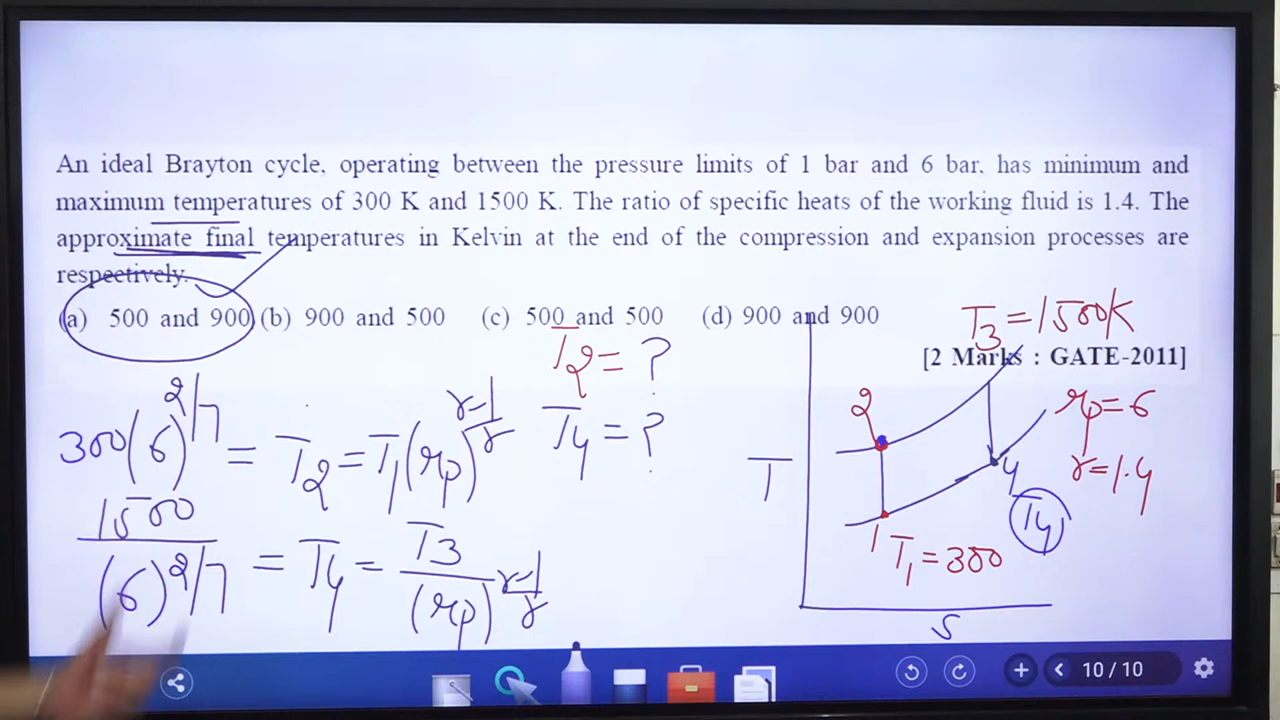 An ideal Brayton cycle, operating between the pressure limits of 1 bar and 6 bar, has minimum and
maximum temperatures of 300 K and 1500 K. The ratio of specific heats of the working fluid is 1.4. The
approximate final temperatures in Kelvin at the end of the compression and expansion processes are
respectively.
(a) 500 and 900 (b) 900 and 500 (c) 500 and 500 (d) 900 and 900
[2 Marks : GATE-2011]
T₃ = 1500K
T₂ = ?
T₄ = ?
300(6)^2/7 = T₂ = T₁(rp)^γ-1/γ
1500/(6)^2/7 = T₄ = T₃/(rp)^γ-1/γ
2
rp = 6
γ = 1.4
T
4
T₄
1
T₁ = 300
S
10 / 10